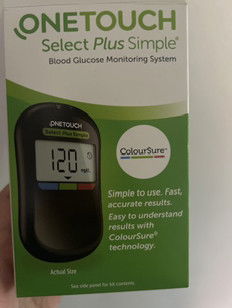 ONETOUCH
Select Plus Simple®
Blood Glucose Monitoring System
ONETOUCH
Select Plus Simple
120
mg/dL
ColourSure™
Simple to use. Fast,
accurate results.
Easy to understand
results with
ColourSure®
technology.
Actual Size
See side panel for kit contents.